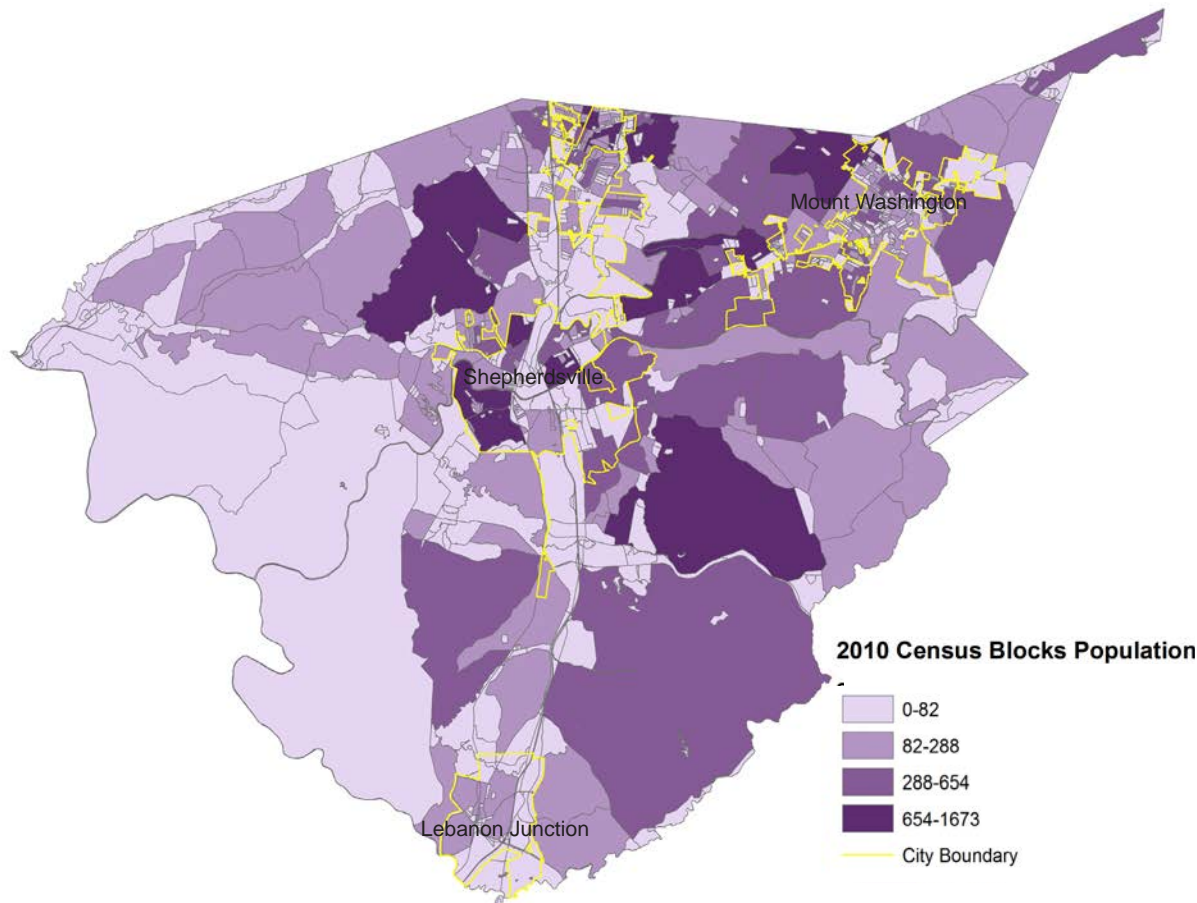 Mount Washington
Shepherdsville
Lebanon Junction
2010 Census Blocks Population
0-82
82-288
288-654
654-1673
City Boundary